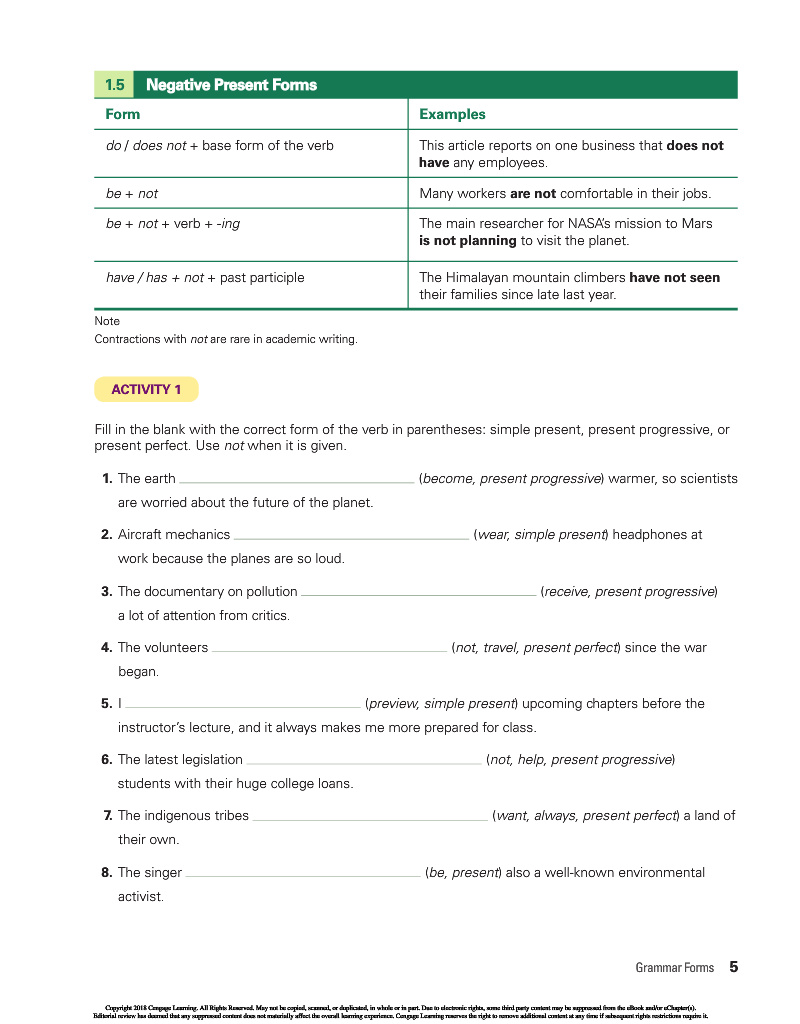 1.5 Negative Present Forms
Form Examples
do / does not + base form of the verb This article reports on one business that does not
have any employees.
be + not Many workers are not comfortable in their jobs.
be + not + verb + -ing The main researcher for NASA's mission to Mars
is not planning to visit the planet.
have / has + not + past participle The Himalayan mountain climbers have not seen
their families since late last year.
Note
Contractions with not are rare in academic writing.
ACTIVITY 1
Fill in the blank with the correct form of the verb in parentheses: simple present, present progressive, or
present perfect. Use not when it is given.
1. The earth ______ (become, present progressive) warmer, so scientists
are worried about the future of the planet.
2. Aircraft mechanics ______ (wear, simple present) headphones at
work because the planes are so loud.
3. The documentary on pollution ______ (receive, present progressive)
a lot of attention from critics.
4. The volunteers ______ (not, travel, present perfect) since the war
began.
5. I ______ (preview, simple present) upcoming chapters before the
instructor's lecture, and it always makes me more prepared for class.
6. The latest legislation ______ (not, help, present progressive)
students with their huge college loans.
7. The indigenous tribes ______ (want, always, present perfect) a land of
their own.
8. The singer ______ (be, present) also a well-known environmental
activist.
Grammar Forms 5
Copyright 2018 Cengage Learning. All Rights Reserved. May not be copied, scanned, or duplicated, in whole or in part. Due to electronic rights, some third party content may be suppressed from the eBook and/or eChapter(s).
Editorial review has deemed that any suppressed content does not materially affect the overall learning experience. Cengage Learning reserves the right to remove additional content at any time if subsequent rights restrictions require it.